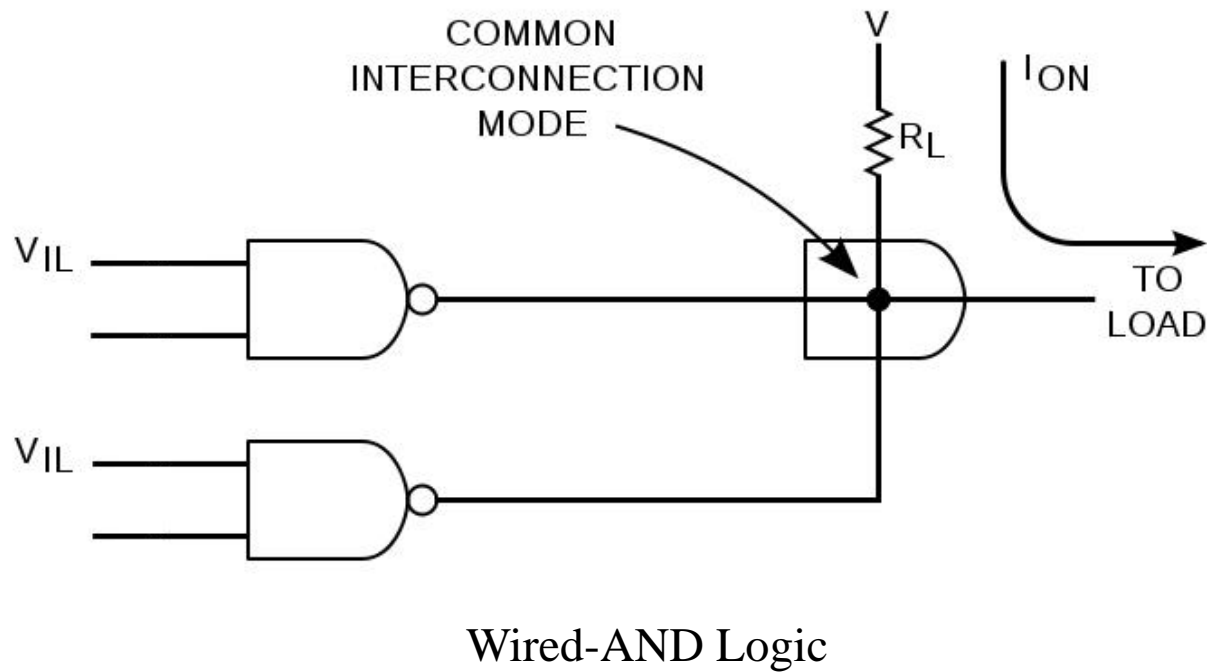 COMMON
INTERCONNECTION
MODE
V
RL
ION
VIL
TO
LOAD
VIL
Wired-AND Logic